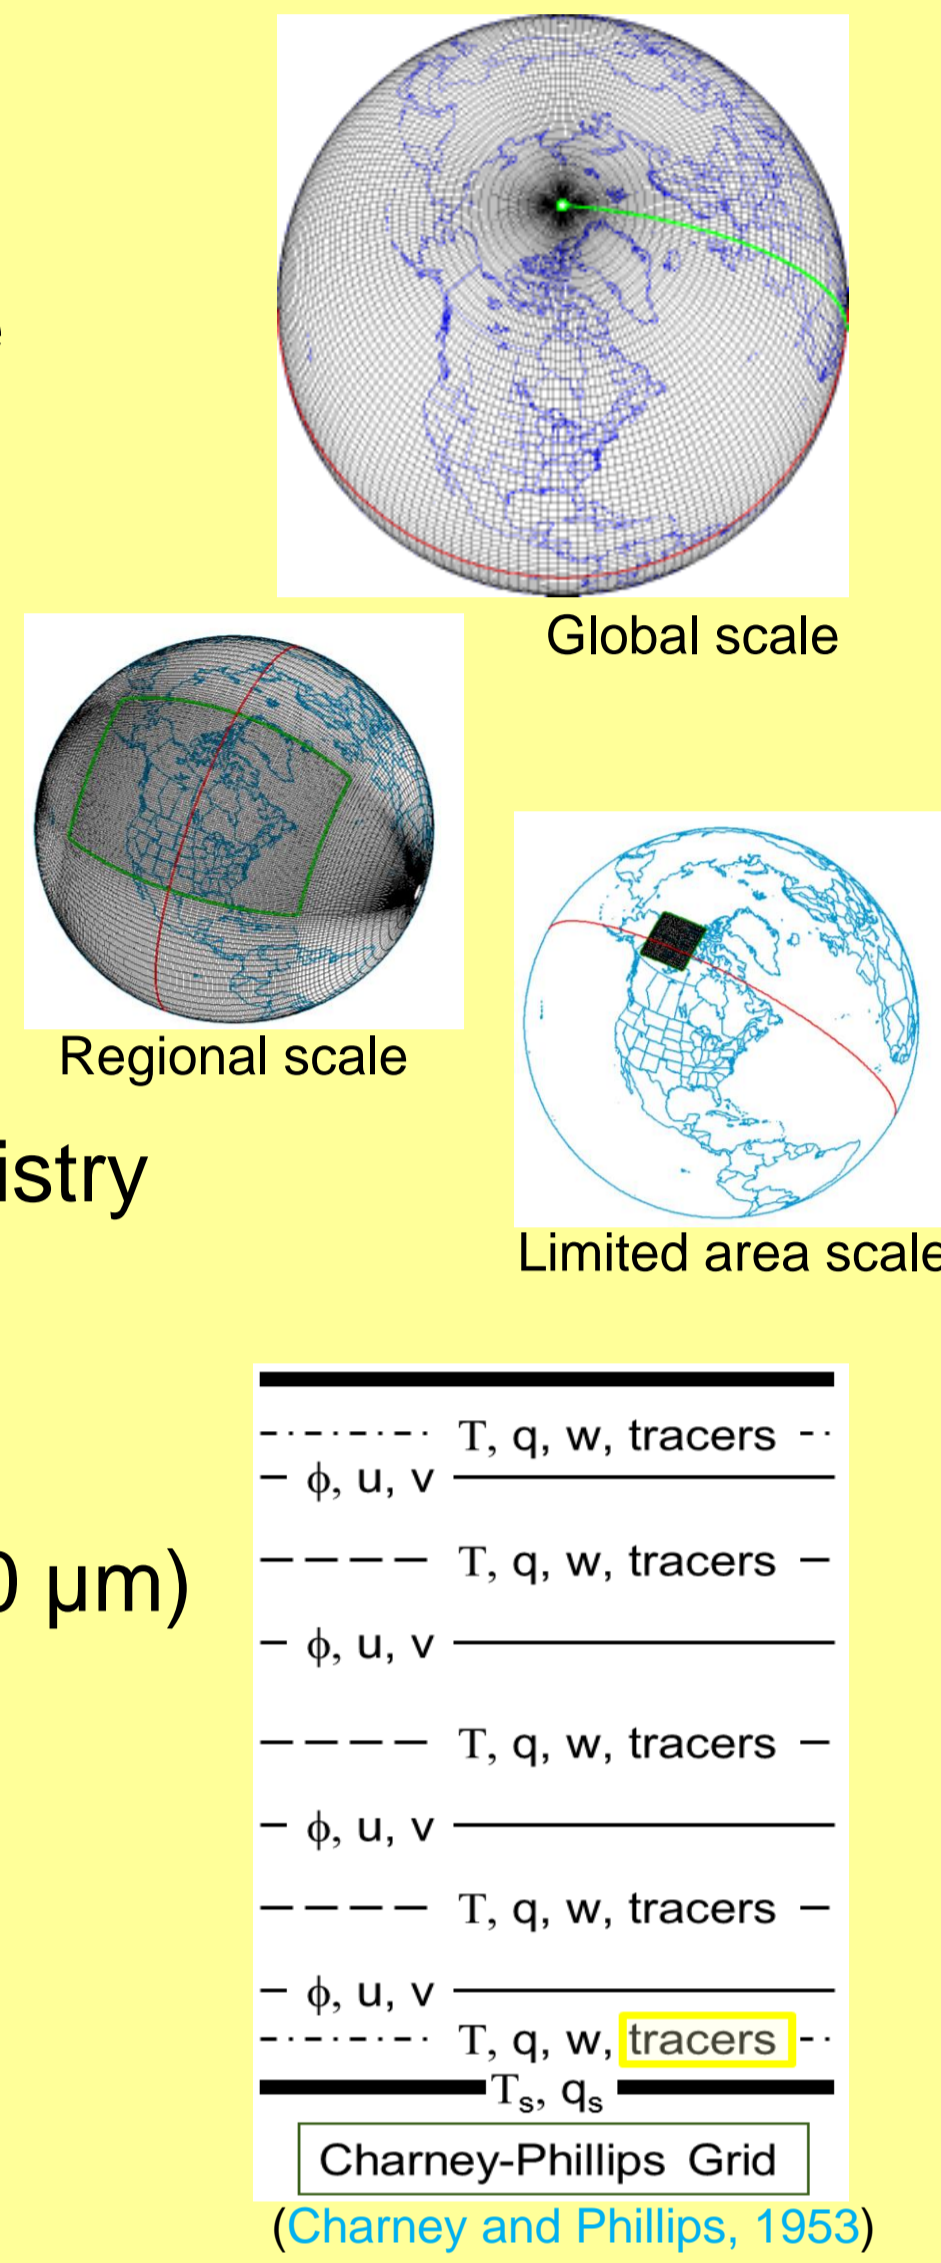 Global scale
Regional scale
istry
Limited area scale
T, q, w, tracers
ϕ, u, v
0 µm)
T, q, w, tracers
ϕ, u, v
T, q, w, tracers
ϕ, u, v
T, q, w, tracers
ϕ, u, v
T, q, w, tracers
Tₛ, qₛ
Charney-Phillips Grid
(Charney and Phillips, 1953)